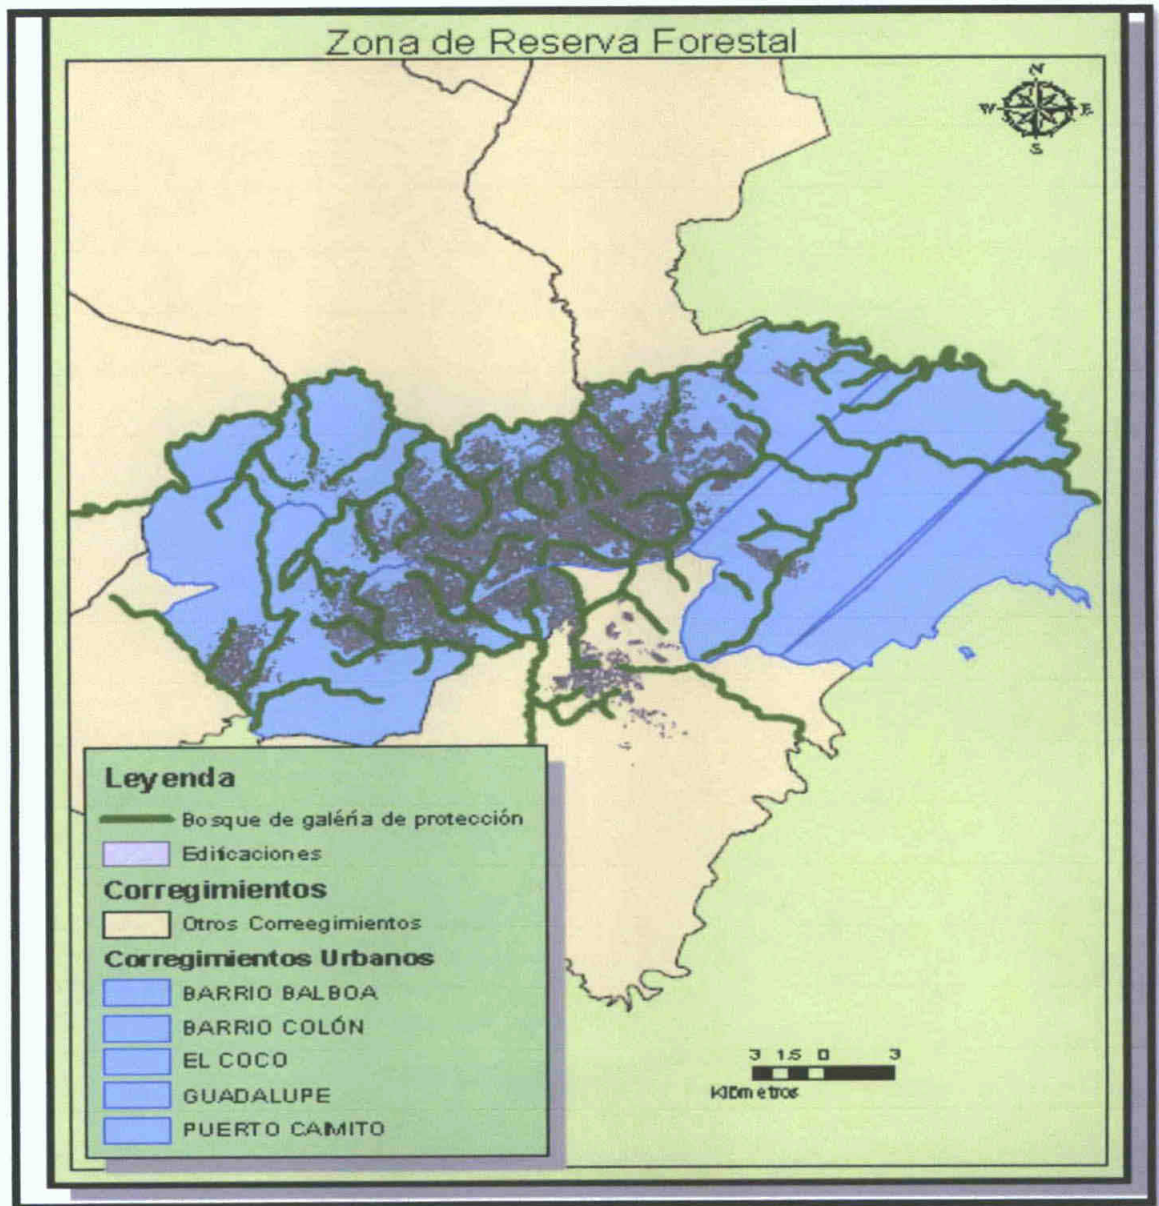 Zona de Reserva Forestal
N
W E
S
Leyenda
Bosque de galéría de protección
Edificaciones
Corregimientos
Otros Correegimientos
Corregimientos Urbanos
BARRIO BALBOA
BARRIO COLÓN
EL COCO
GUADALUPE
PUERTO CAIMITO
3 1.5 0 3
Kilómetros